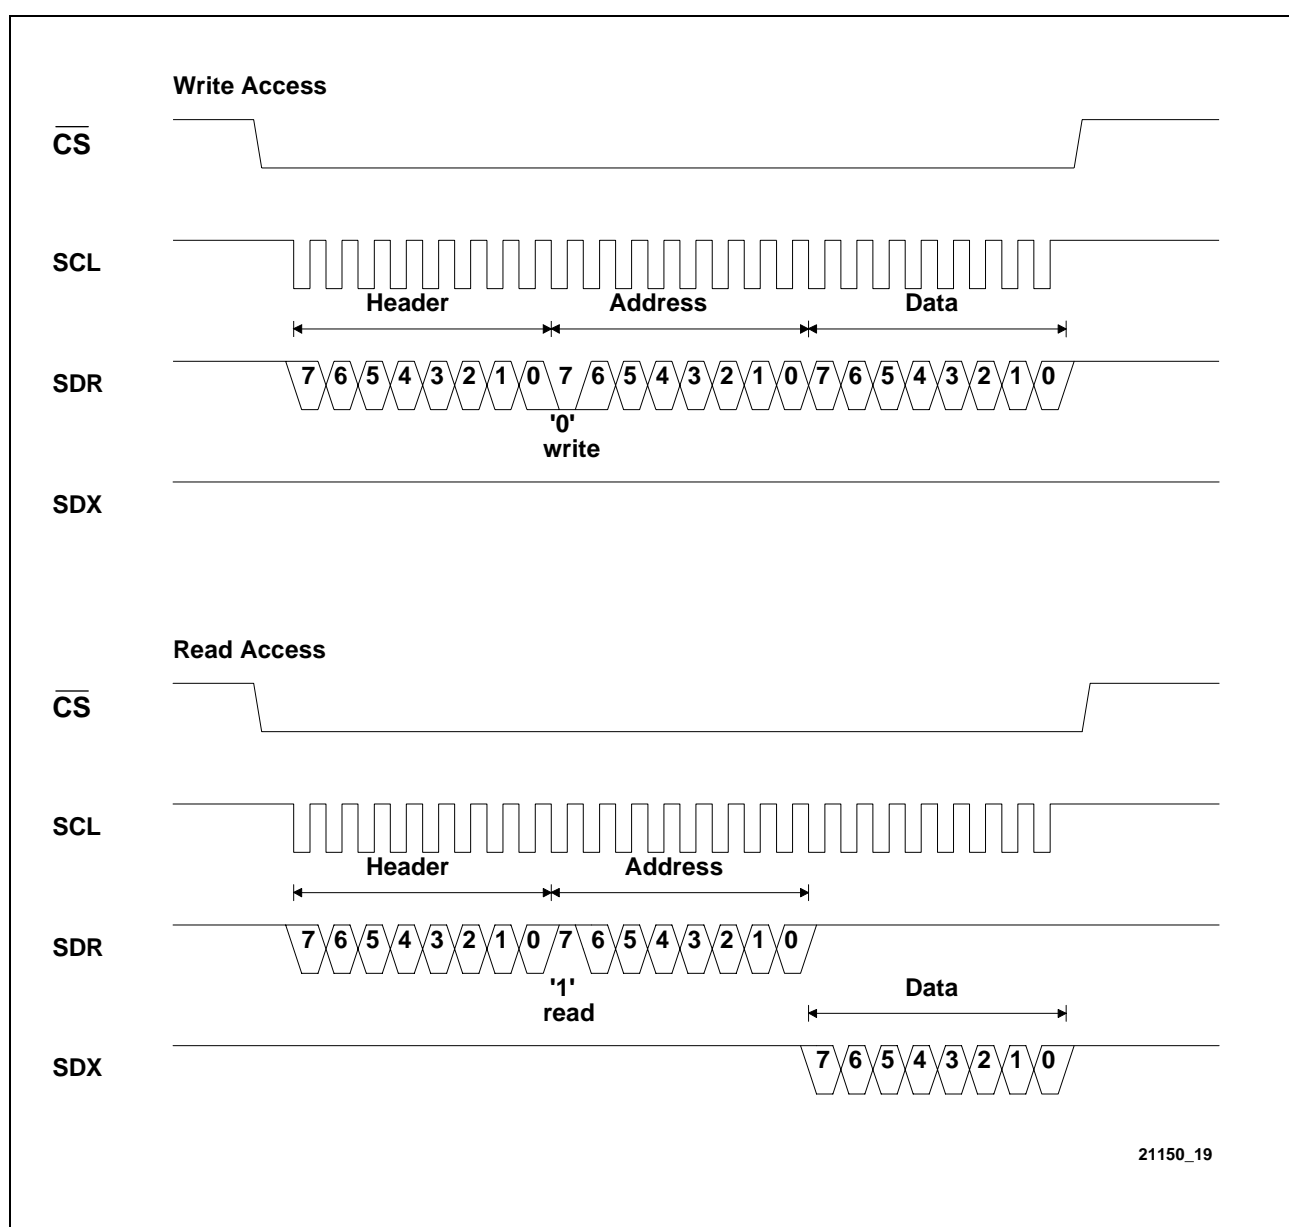 Write Access
CS
SCL
Header Address Data
SDR 7 6 5 4 3 2 1 0 7 6 5 4 3 2 1 0 7 6 5 4 3 2 1 0
'0'
write
SDX
Read Access
CS
SCL
Header Address
SDR 7 6 5 4 3 2 1 0 7 6 5 4 3 2 1 0
'1' Data
read
SDX 7 6 5 4 3 2 1 0
21150_19